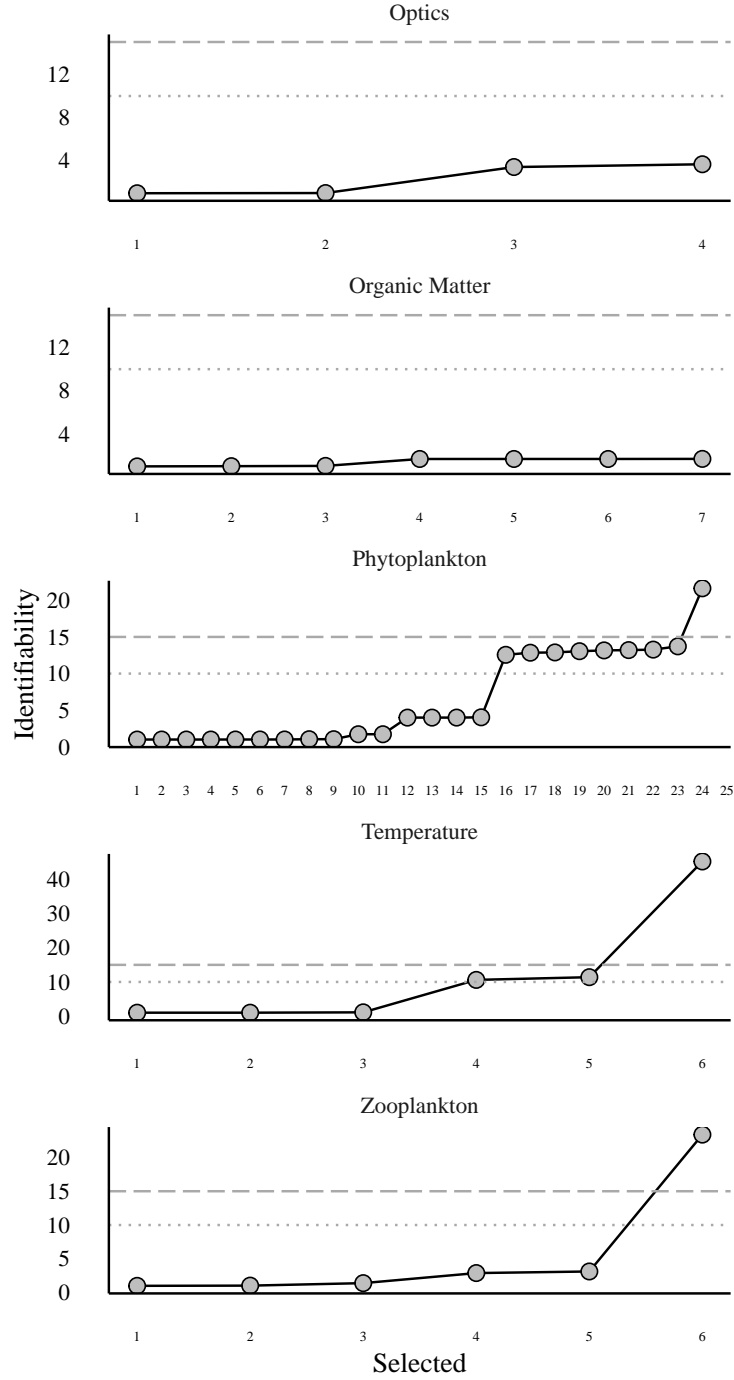 Optics
12
8
4
1 2 3 4
Organic Matter
12
8
4
1 2 3 4 5 6 7
Phytoplankton
Identifiability
20
15
10
5
0
1 2 3 4 5 6 7 8 9 10 11 12 13 14 15 16 17 18 19 20 21 22 23 24 25
Temperature
40
30
20
10
0
1 2 3 4 5 6
Zooplankton
20
15
10
5
0
1 2 3 4 5 6
Selected